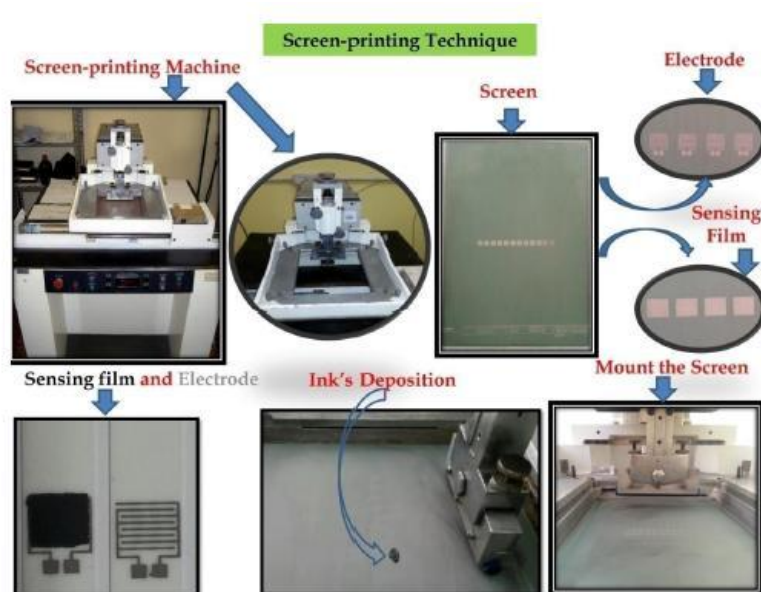 Screen-printing Technique
Screen-printing Machine
Screen
Electrode
Sensing
Film
Sensing film and Electrode
Ink's Deposition
Mount the Screen